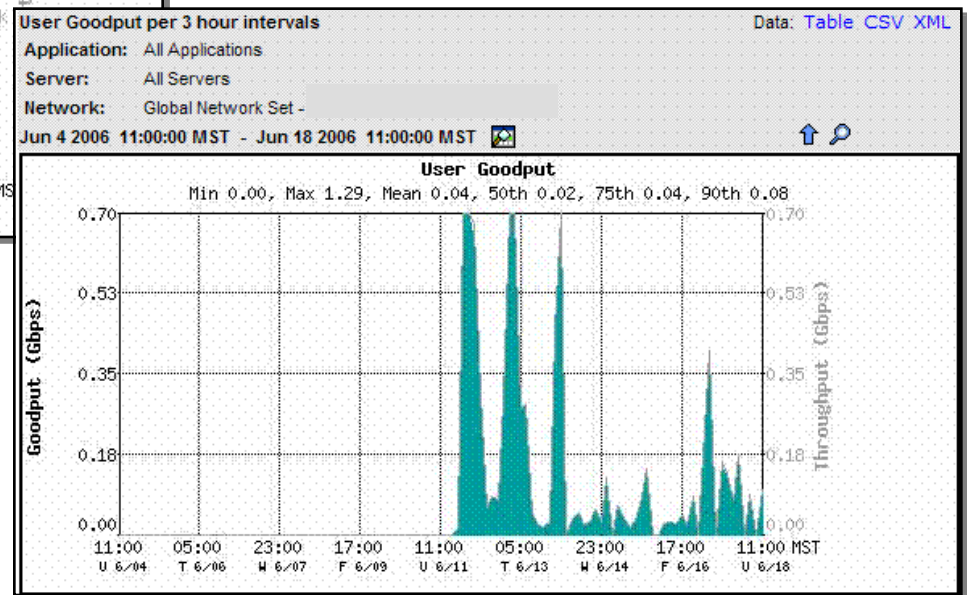 User Goodput per 3 hour intervals Data: Table CSV XML
Application: All Applications
Server: All Servers
Network: Global Network Set -
Jun 4 2006 11:00:00 MST - Jun 18 2006 11:00:00 MST
User Goodput
Min 0.00, Max 1.29, Mean 0.04, 50th 0.02, 75th 0.04, 90th 0.08
0.70 0.70
0.53 0.53
0.35 0.35
0.18 0.18
0.00 0.00
Goodput (Gbps)
Throughput (Gbps)
11:00 05:00 23:00 17:00 11:00 05:00 23:00 17:00 11:00 MST
U 6/04 T 6/06 W 6/07 F 6/09 U 6/11 T 6/13 W 6/14 F 6/16 U 6/18